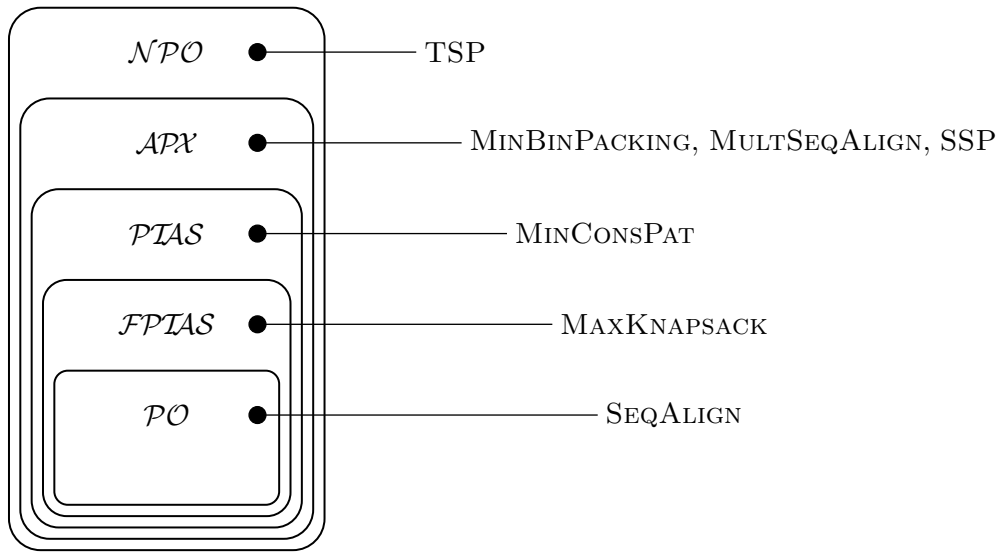 NPO TSP
APX MINBINPACKING, MULTSEQALIGN, SSP
PTAS MINCONSPAT
FPTAS MAXKNAPSACK
PO SEQALIGN